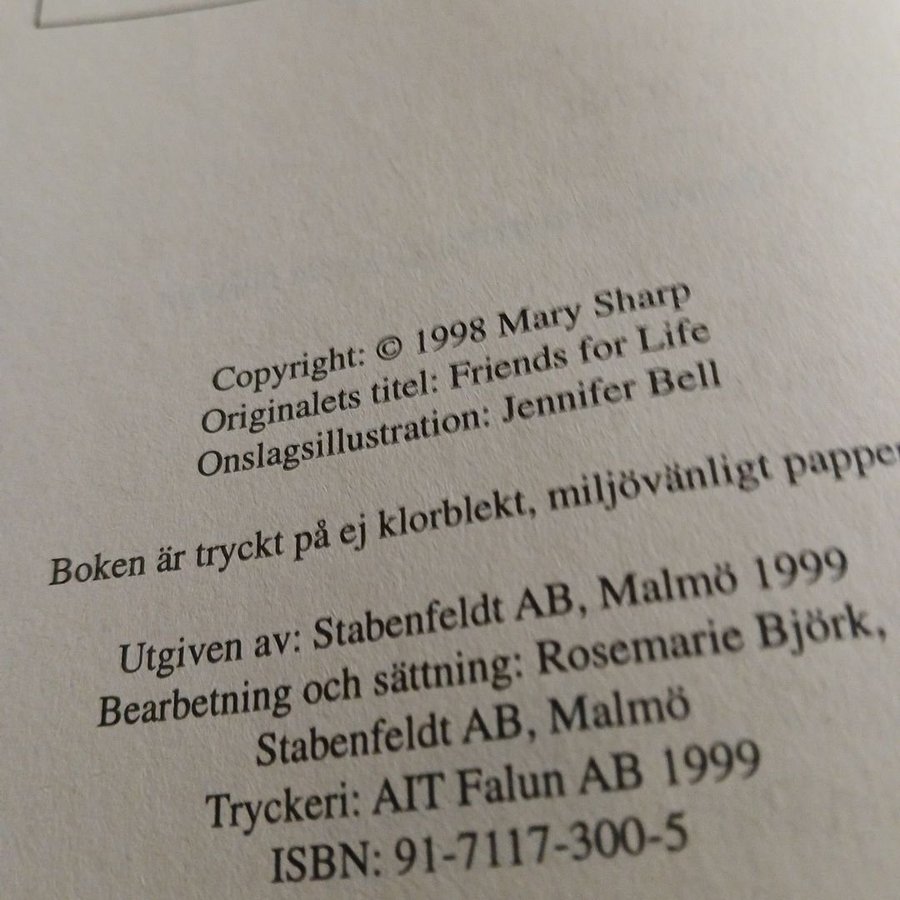 Copyright: © 1998 Mary Sharp
Originalets titel: Friends for Life
Onslagsillustration: Jennifer Bell
Boken är tryckt på ej klorblekt, miljövänligt papper
Utgiven av: Stabenfeldt AB, Malmö 1999
Bearbetning och sättning: Rosemarie Björk,
Stabenfeldt AB, Malmö
Tryckeri: AIT Falun AB 1999
ISBN: 91-7117-300-5